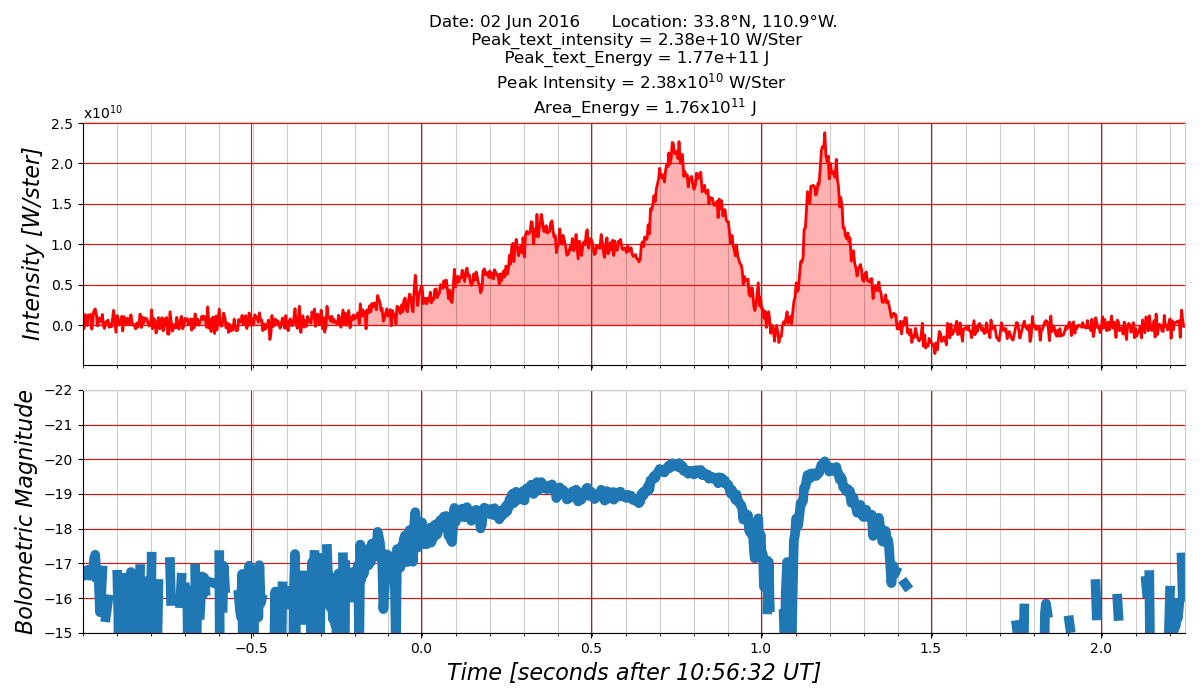 Date: 02 Jun 2016      Location: 33.8°N, 110.9°W.
Peak_text_intensity = 2.38e+10 W/Ster
Peak_text_Energy = 1.77e+11 J
Peak Intensity = 2.38x10¹⁰ W/Ster
Area_Energy = 1.76x10¹¹ J
x10¹⁰
2.5
2.0
1.5
1.0
0.5
0.0
Intensity [W/ster]
−22
−21
−20
−19
−18
−17
−16
−15
Bolometric Magnitude
−0.5 0.0 0.5 1.0 1.5 2.0
Time [seconds after 10:56:32 UT]